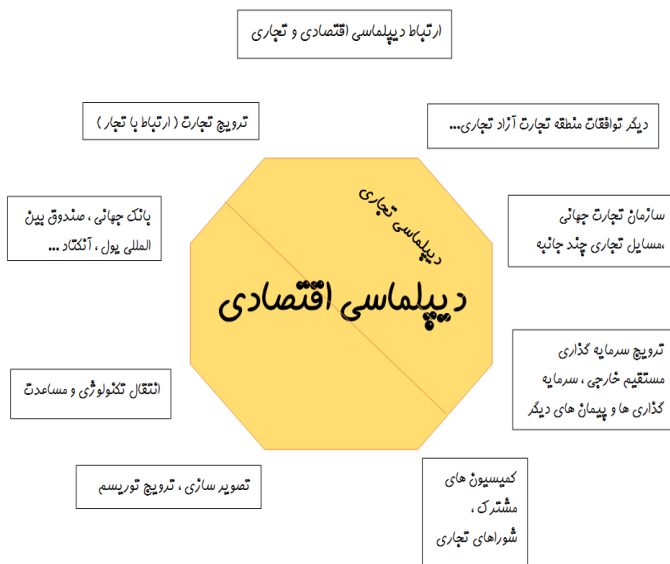 ارتباط دیپلماسی اقتصادی و تجاری
دیگر توافقات منطقه تجارت آزاد تجاری...
ترویج تجارت ( ارتباط با تجار )
سازمان تجارت جهانی
،مسایل تجاری چند جانبه
بانک جهانی ، صندوق بین
المللی پول ، آنکتاد ...
دیپلماسی تجاری
دیپلماسی اقتصادی
ترویج سرمایه گذاری
مستقیم خارجی ، سرمایه
گذاری ها و پیمان های دیگر
انتقال تکنولوژی و مساعدت
کمیسیون های
مشترک ،
شوراهای تجاری
تصویر سازی ، ترویج توریسم